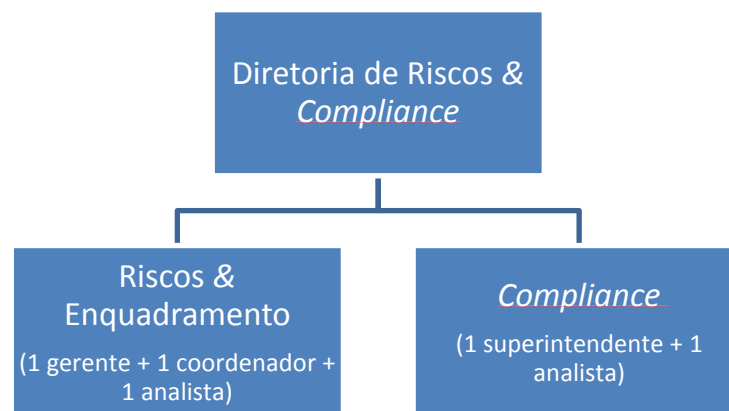 Diretoria de Riscos &
Compliance
Riscos &
Enquadramento
(1 gerente + 1 coordenador +
1 analista)
Compliance
(1 superintendente + 1
analista)